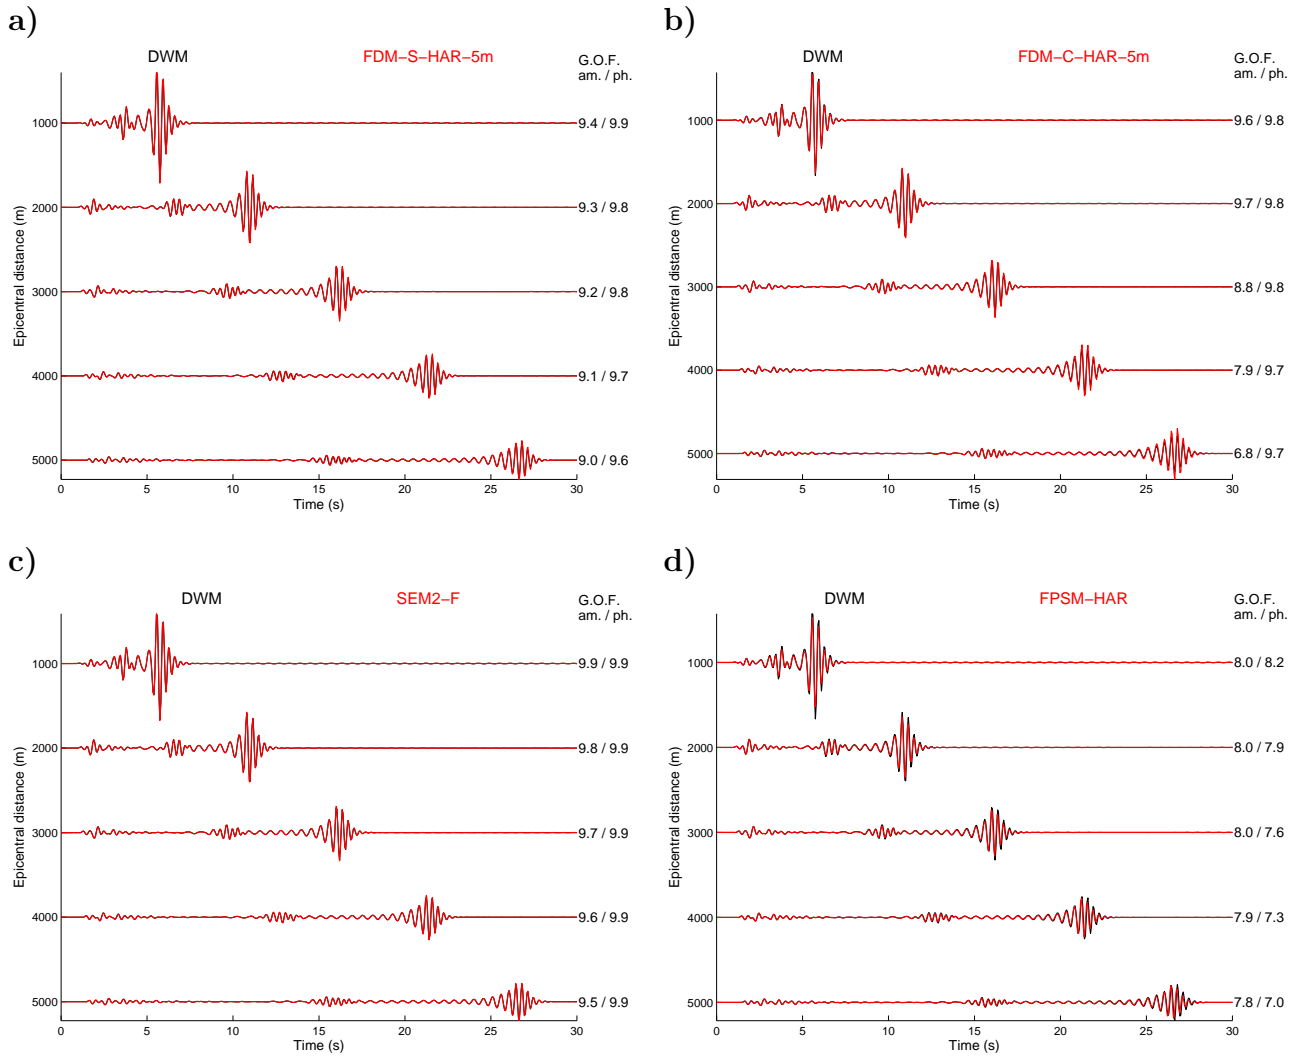 a)
DWM FDM-S-HAR-5m G.O.F.
am. / ph.
Epicentral distance (m)
1000 9.4 / 9.9
2000 9.3 / 9.8
3000 9.2 / 9.8
4000 9.1 / 9.7
5000 9.0 / 9.6
0 5 10 15 20 25 30
Time (s)
b)
DWM FDM-C-HAR-5m G.O.F.
am. / ph.
Epicentral distance (m)
1000 9.6 / 9.8
2000 9.7 / 9.8
3000 8.8 / 9.8
4000 7.9 / 9.7
5000 6.8 / 9.7
0 5 10 15 20 25 30
Time (s)
c)
DWM SEM2-F G.O.F.
am. / ph.
Epicentral distance (m)
1000 9.9 / 9.9
2000 9.8 / 9.9
3000 9.7 / 9.9
4000 9.6 / 9.9
5000 9.5 / 9.9
0 5 10 15 20 25 30
Time (s)
d)
DWM FPSM-HAR G.O.F.
am. / ph.
Epicentral distance (m)
1000 8.0 / 8.2
2000 8.0 / 7.9
3000 8.0 / 7.6
4000 7.9 / 7.3
5000 7.8 / 7.0
0 5 10 15 20 25 30
Time (s)